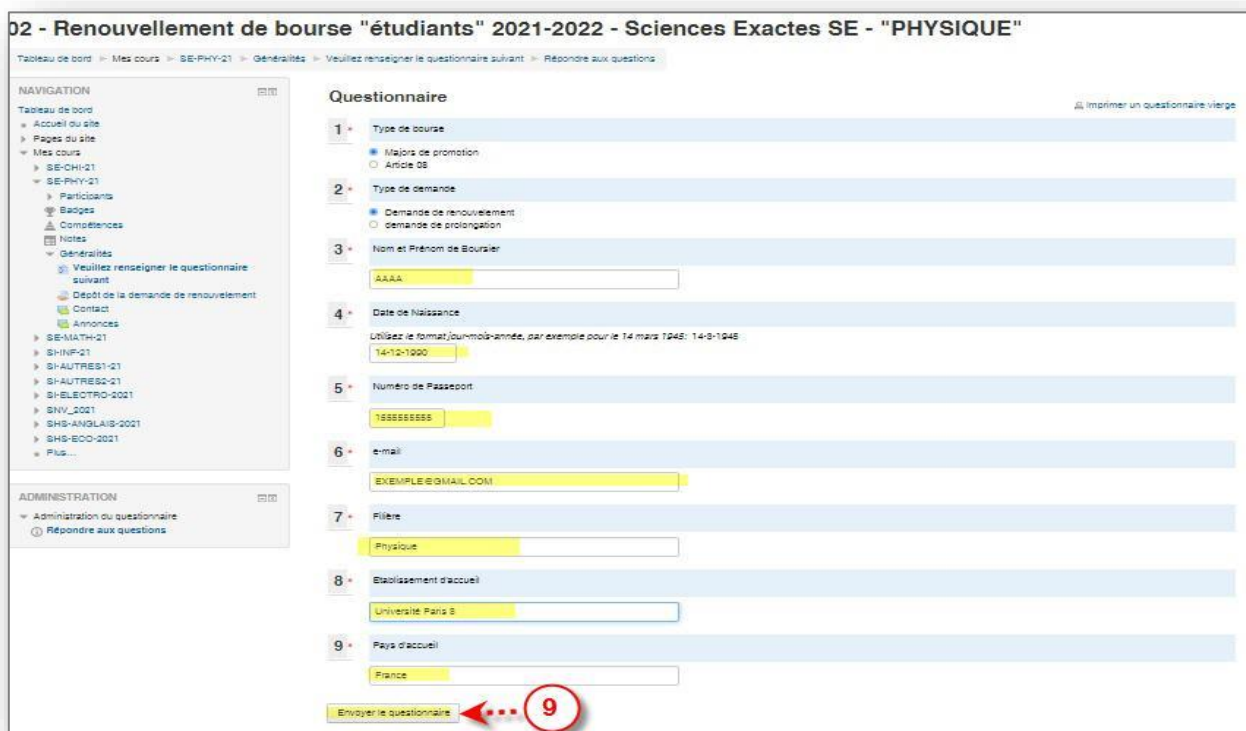 02 - Renouvellement de bourse "étudiants" 2021-2022 - Sciences Exactes SE - "PHYSIQUE"
Tableau de bord ► Mes cours ► SE-PHY-21 ► Généralités ► Veuillez renseigner le questionnaire suivant ► Répondre aux questions
NAVIGATION
Tableau de bord
Accueil du site
Pages du site
Mes cours
SE-CHI-21
SE-PHY-21
Participants
Badges
Compétences
Notes
Généralités
Veuillez renseigner le questionnaire
suivant
Dépôt de la demande de renouvelement
Contact
Annonces
SE-MATH-21
SI-INF-21
SI-AUTRES1-21
SI-AUTRES2-21
SI-ELECTRO-2021
SNV_2021
SHS-ANGLAIS-2021
SHS-ECO-2021
Plus...
ADMINISTRATION
Administration du questionnaire
Répondre aux questions
Questionnaire
Imprimer un questionnaire vierge
1 * Type de bourse
Majors de promotion
Article 08
2 * Type de demande
Demande de renouvelement
demande de prolongation
3 * Nom et Prénom de Boursier
AAAA
4 * Date de Naissance
Utilisez le format jour-mois-année, par exemple pour le 14 mars 1945: 14-3-1945
14-12-1990
5 * Numéro de Passeport
1555555555
6 * e-mail
EXEMPLE@GMAIL.COM
7 * Filière
Physique
8 * Etablissement d'accueil
Université Paris 8
9 * Pays d'accueil
France
Envoyer le questionnaire
9